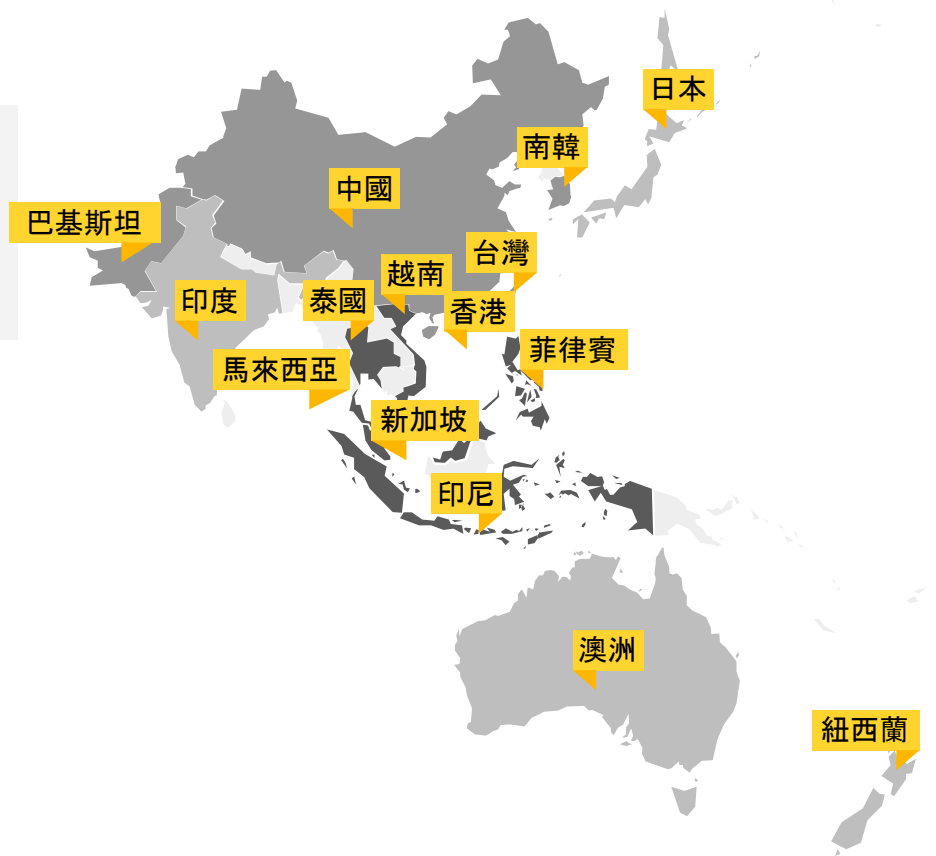 日本
南韓
中國
巴基斯坦
台灣
越南
印度
泰國
香港
菲律賓
馬來西亞
新加坡
印尼
澳洲
紐西蘭